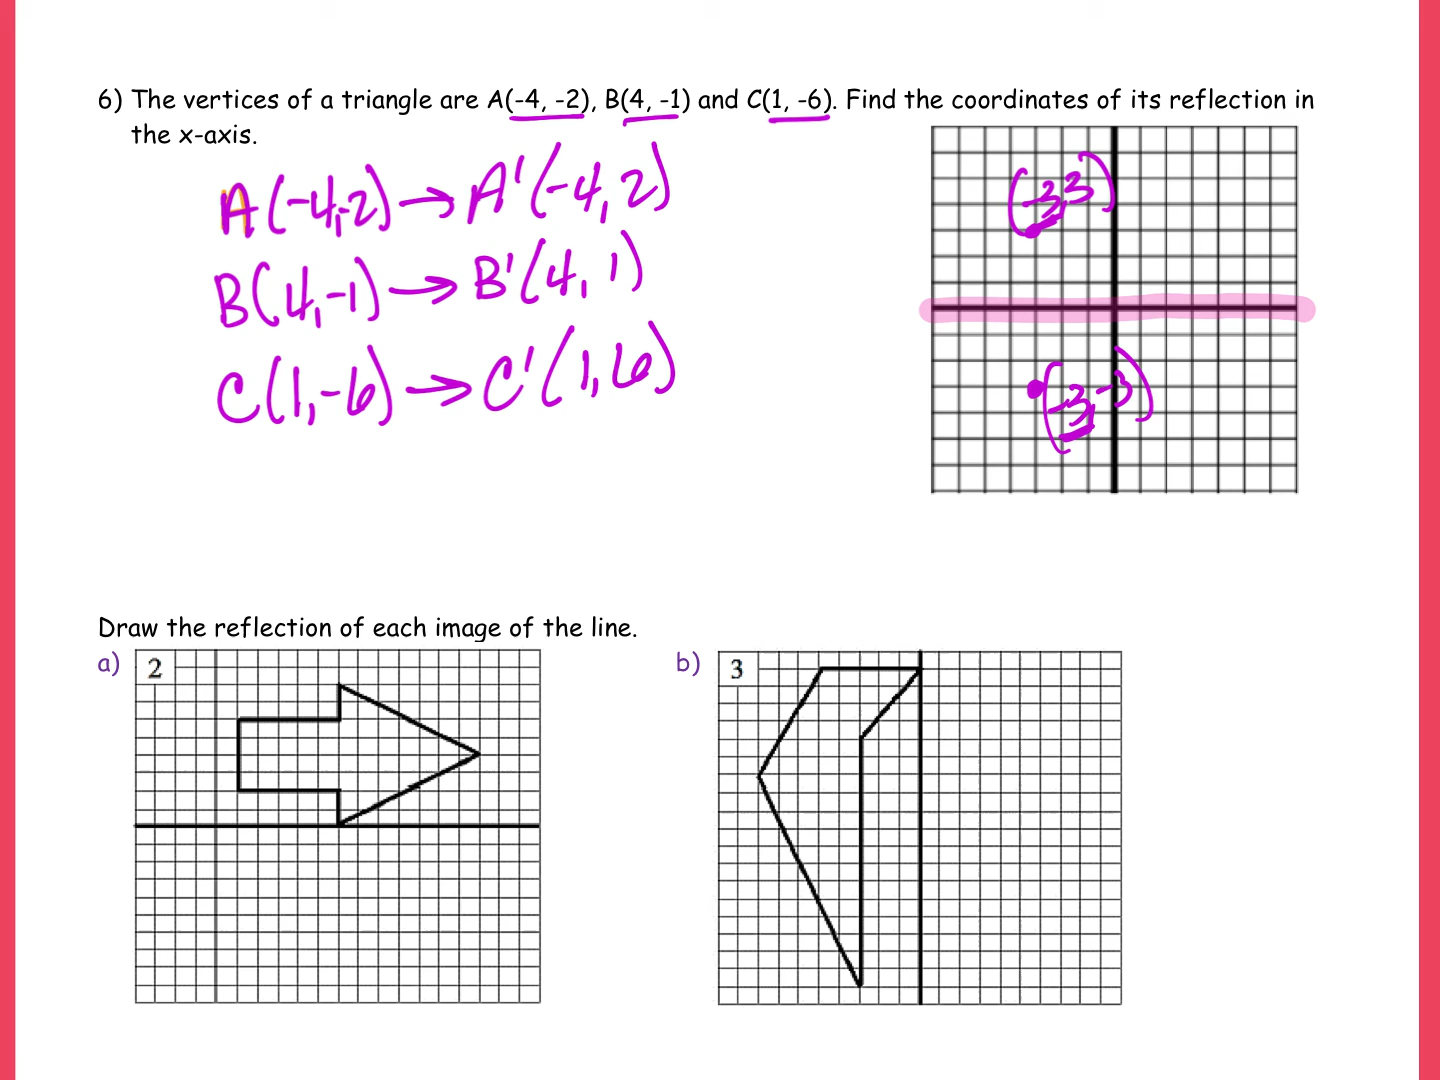 6) The vertices of a triangle are A(-4, -2), B(4, -1) and C(1, -6). Find the coordinates of its reflection in
the x-axis.
A(-4,-2) → A'(-4, 2)
B(4,-1) → B'(4, 1)
C(1,-6) → C'(1, 6)
(-3,3)
(-3,-3)
Draw the reflection of each image of the line.
a) 2
b) 3